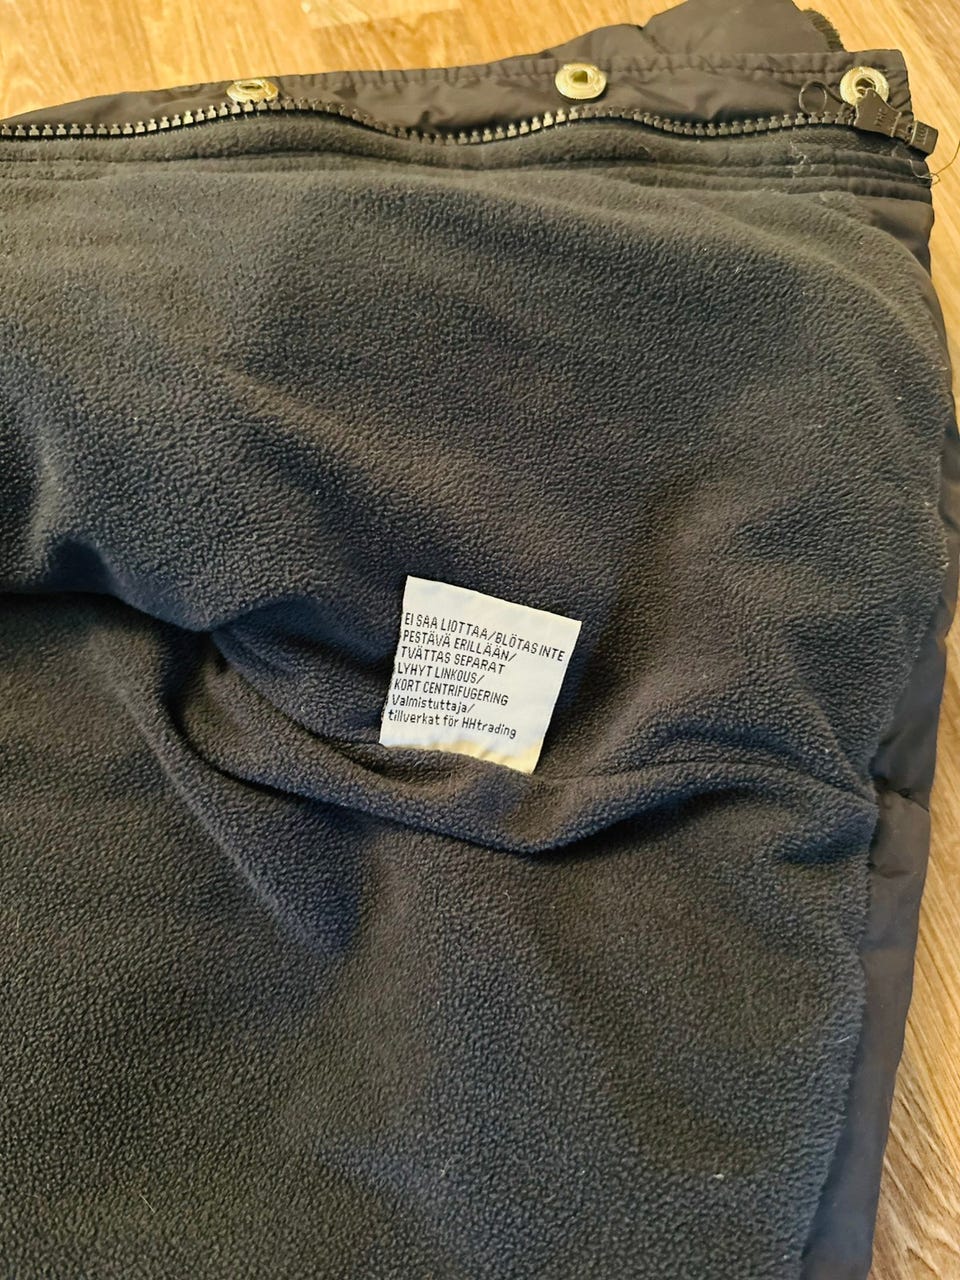 EI SAA LIOTTAA/BLÖTAS INTE
PESTÄVÄ ERILLÄÄN/
TVÄTTAS SEPARAT
LYHYT LINKOUS/
KORT CENTRIFUGERING
Valmistuttaja/
tillverkat för HHtrading